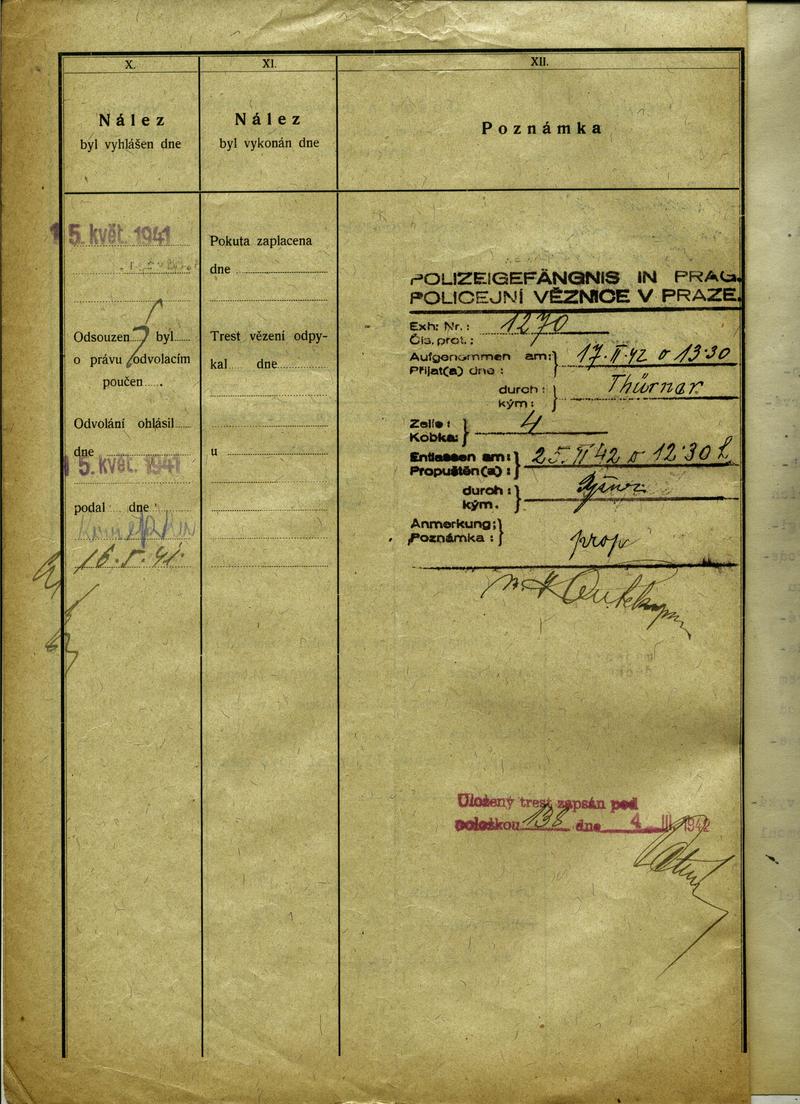 X.
Nález
byl vyhlášen dne
15. květ. 1941
Odsouzen byl
o právu odvolacím
poučen
Odvolání ohlásil
dne
15. květ. 1941
podal dne
16.5.41.
XI.
Nález
byl vykonán dne
Pokuta zaplacena
dne
Trest vězení odpy-
kal dne
u
XII.
Poznámka
POLIZEIGEFÄNGNIS IN PRAG.
POLICEJNÍ VĚZNICE V PRAZE.
Exh: Nr.: 1270
Čís. prot.:
Aufgenommen am: 17.II.42 o 13·30
Přijat(a) dne:
durch: Thürnar
kým:
Zelle: 4
Kobka:
Entlassen am: 25.II 42 o 12·30 h
Propuštěn(a):
durch:
kým.
Anmerkung:
Poznámka: prop
Uložený trest zapsán pod
položkou 138 dne 4 III. 1942